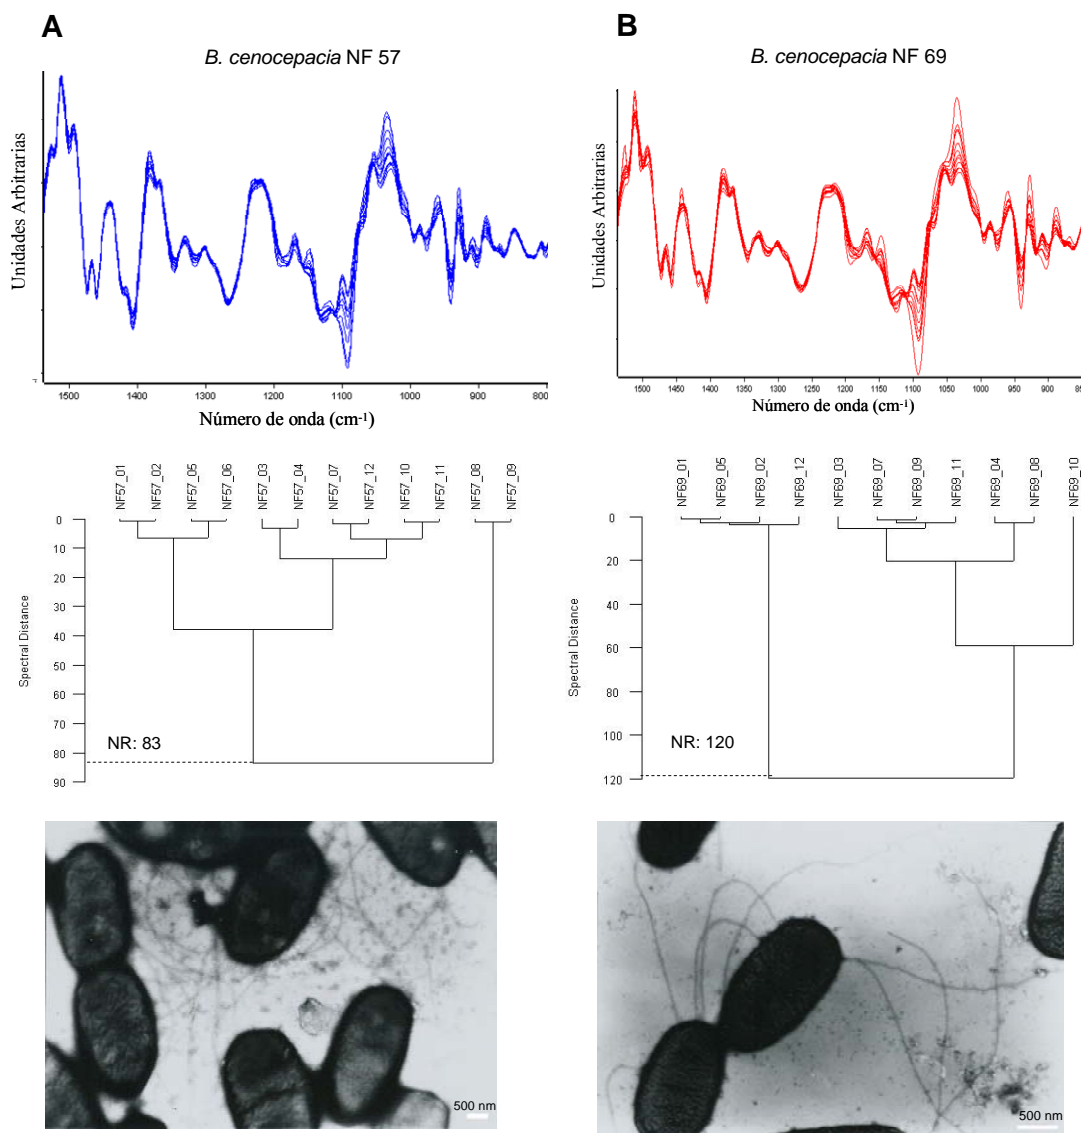 A
B. cenocepacia NF 57
Unidades Arbitrarias
1500 1400 1300 1200 1100 1000 900 800
Número de onda (cm-1)
NF57_01 NF57_02 NF57_05 NF57_06 NF57_03 NF57_04 NF57_07 NF57_12 NF57_10 NF57_11 NF57_08 NF57_09
Spectral Distance
0
10
20
30
40
50
60
70
80
90
NR: 83
500 nm
B
B. cenocepacia NF 69
Unidades Arbitrarias
1500 1450 1400 1350 1300 1250 1200 1150 1100 1050 1000 950 900
Número de onda (cm-1)
NF69_01 NF69_05 NF69_02 NF69_12 NF69_03 NF69_07 NF69_09 NF69_11 NF69_04 NF69_08 NF69_10
Spectral Distance
0
20
40
60
80
100
120
NR: 120
500 nm